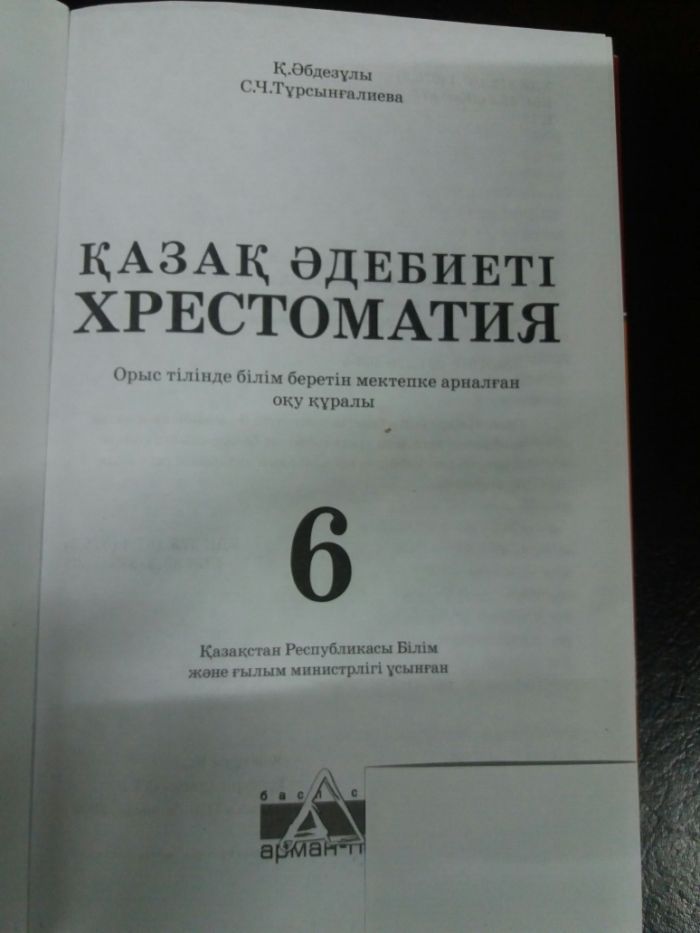 Қ.Әбдезұлы
С.Ч.Тұрсынғалиева
ҚАЗАҚ ӘДЕБИЕТІ
ХРЕСТОМАТИЯ
Орыс тілінде білім беретін мектепке арналған
оқу құралы
6
Қазақстан Республикасы Білім
және ғылым министрлігі ұсынған
арман-п